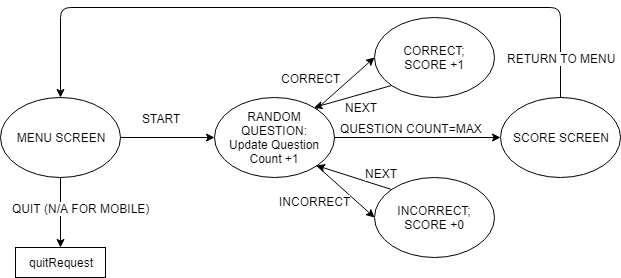 CORRECT;
SCORE +1
RETURN TO MENU
CORRECT
NEXT
START
RANDOM
QUESTION:
Update Question
Count +1
QUESTION COUNT=MAX
MENU SCREEN
SCORE SCREEN
NEXT
INCORRECT
QUIT (N/A FOR MOBILE)
INCORRECT;
SCORE +0
quitRequest